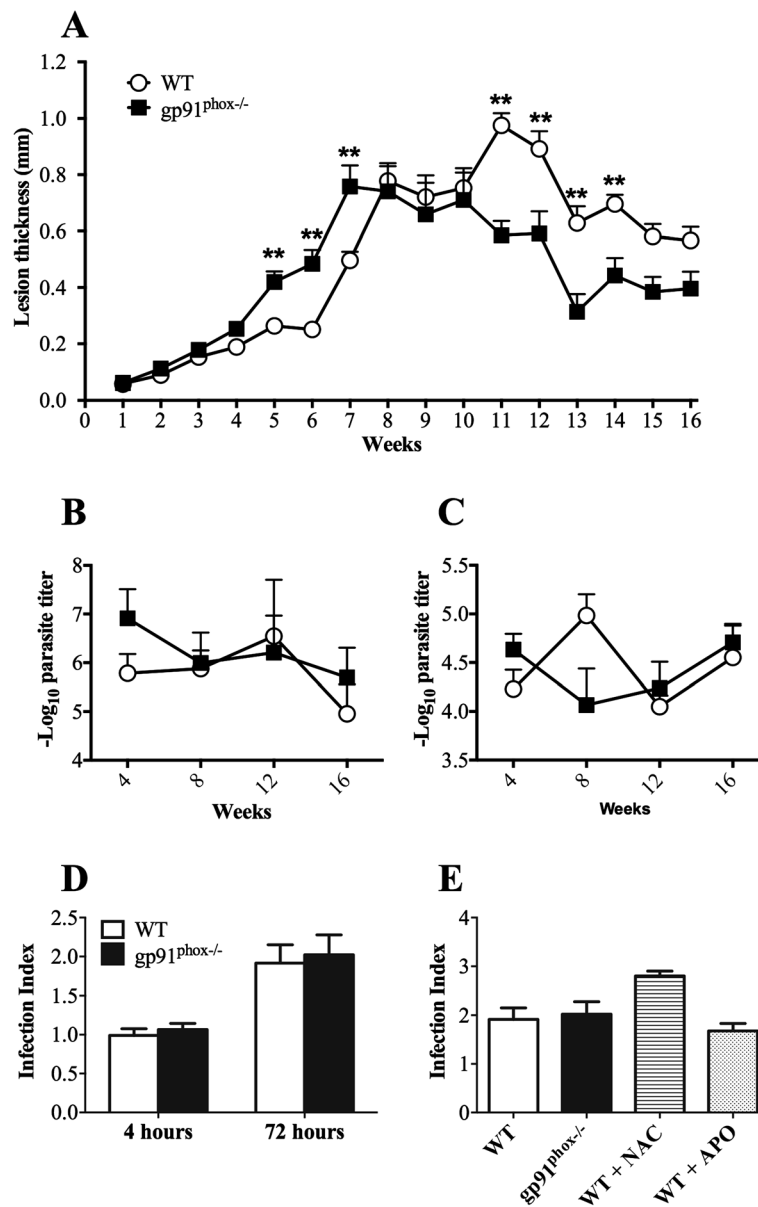 A
Lesion thickness (mm)
1.2
1.0
0.8
0.6
0.4
0.2
0.0
WT
gp91phox-/-
** ** ** ** ** ** **
0 1 2 3 4 5 6 7 8 9 10 11 12 13 14 15 16
Weeks
B
-Log10 parasite titer
8
7
6
5
4
4 8 12 16
Weeks
C
-Log10 parasite titer
5.5
5.0
4.5
4.0
3.5
4 8 12 16
Weeks
D
Infection Index
2.5
2.0
1.5
1.0
0.5
0.0
WT
gp91phox-/-
4 hours 72 hours
E
Infection Index
4
3
2
1
0
WT gp91phox-/- WT + NAC WT + APO